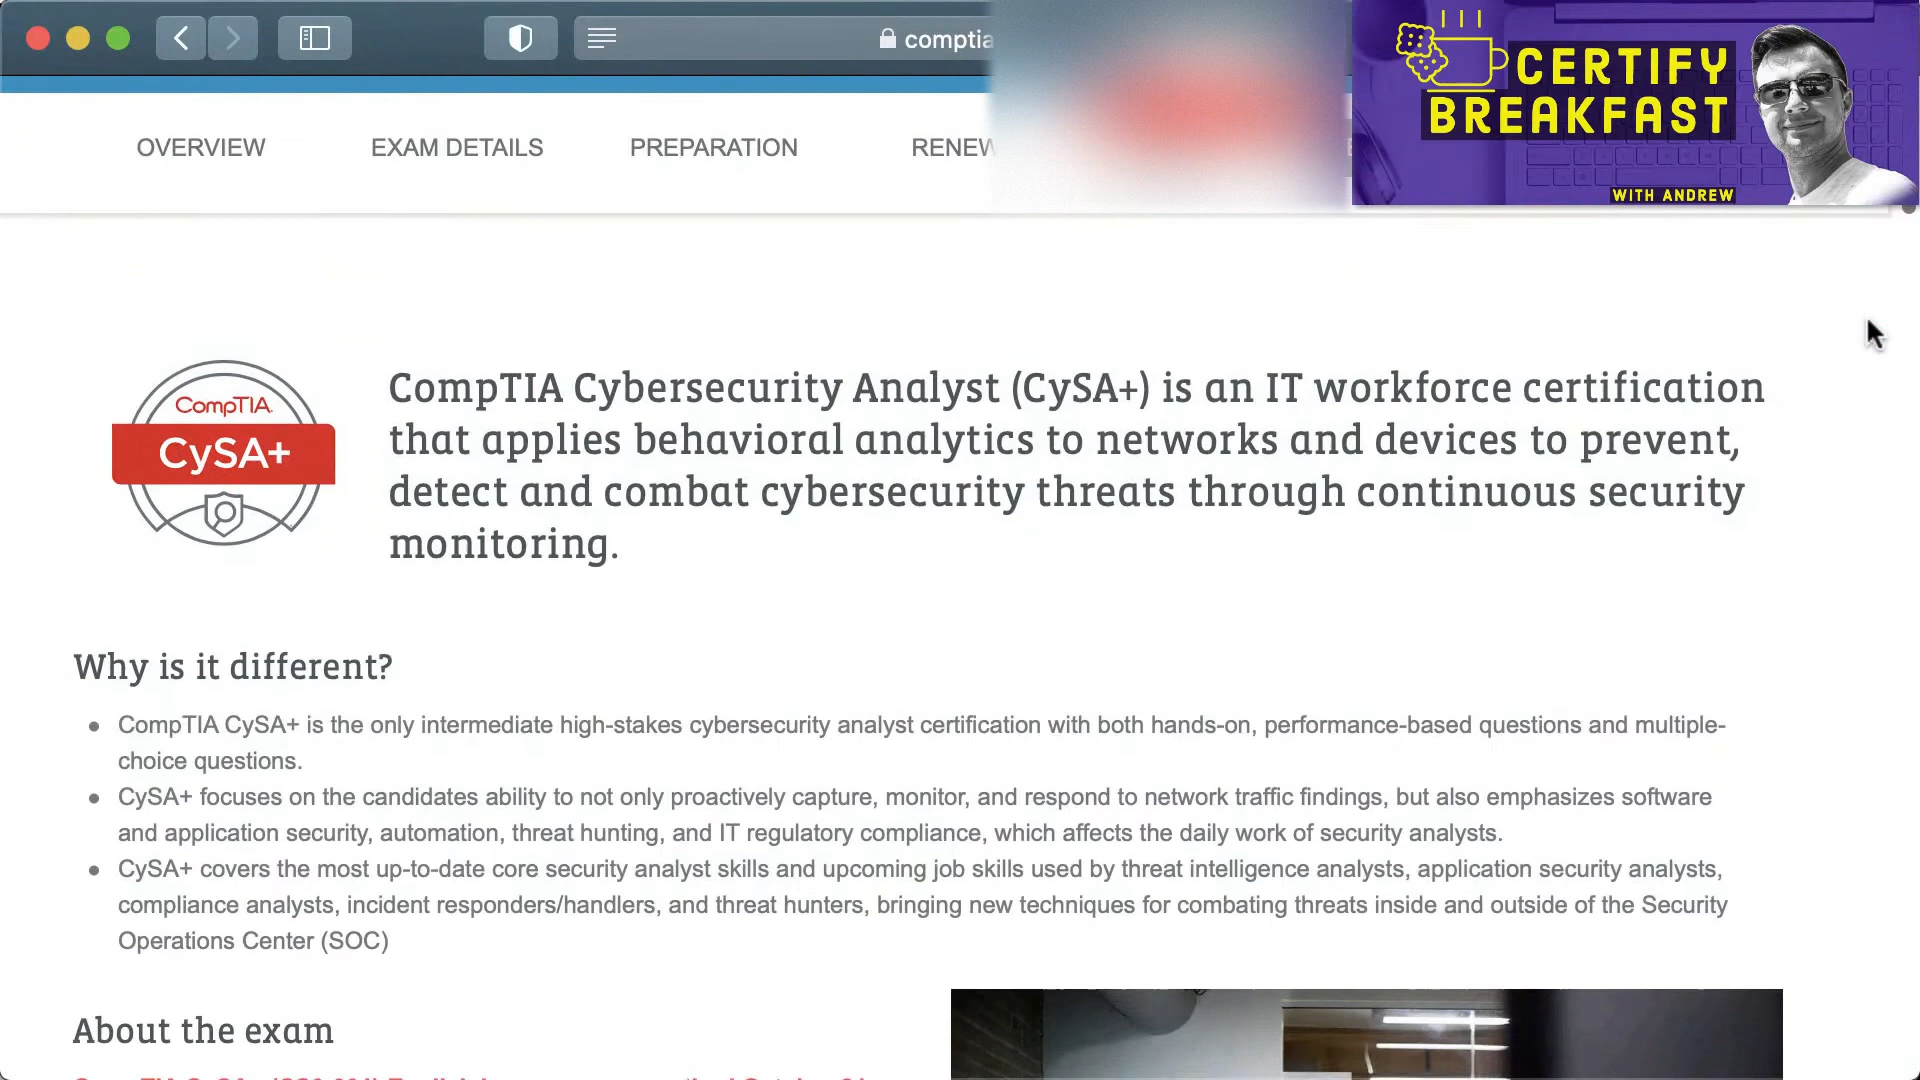 comptia
CERTIFY
BREAKFAST
WITH ANDREW
OVERVIEW EXAM DETAILS PREPARATION
CompTIA
CySA+
CompTIA Cybersecurity Analyst (CySA+) is an IT workforce certification
that applies behavioral analytics to networks and devices to prevent,
detect and combat cybersecurity threats through continuous security
monitoring.
Why is it different?
CompTIA CySA+ is the only intermediate high-stakes cybersecurity analyst certification with both hands-on, performance-based questions and multiple-
choice questions.
CySA+ focuses on the candidates ability to not only proactively capture, monitor, and respond to network traffic findings, but also emphasizes software
and application security, automation, threat hunting, and IT regulatory compliance, which affects the daily work of security analysts.
CySA+ covers the most up-to-date core security analyst skills and upcoming job skills used by threat intelligence analysts, application security analysts,
compliance analysts, incident responders/handlers, and threat hunters, bringing new techniques for combating threats inside and outside of the Security
Operations Center (SOC)
About the exam